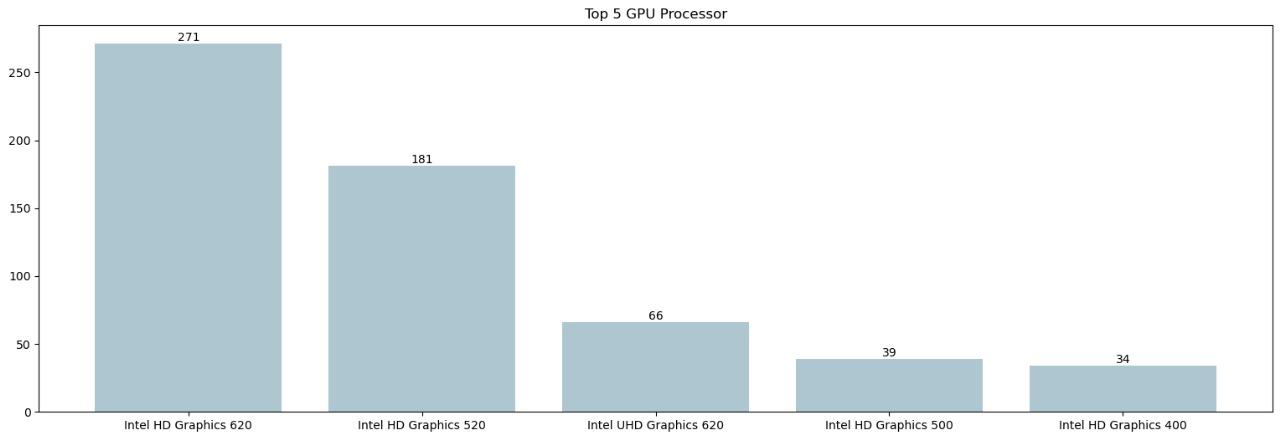 Top 5 GPU Processor
271
250
200
181
150
100
66
50
39
34
0
Intel HD Graphics 620
Intel HD Graphics 520
Intel UHD Graphics 620
Intel HD Graphics 500
Intel HD Graphics 400